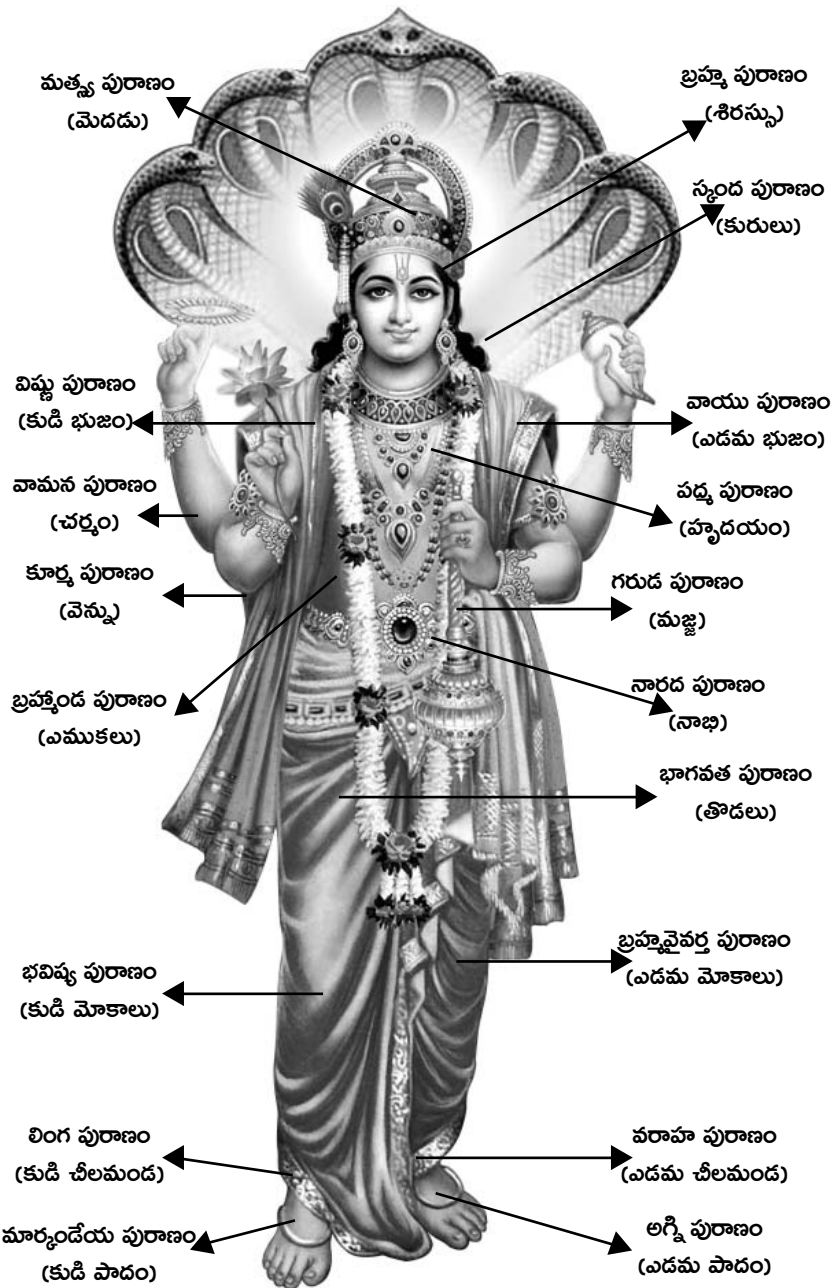 మత్స్య పురాణం
(మెదడు)
బ్రహ్మ పురాణం
(శిరస్సు)
స్కంద పురాణం
(కురులు)
విష్ణు పురాణం
(కుడి భుజం)
వాయు పురాణం
(ఎడమ భుజం)
వామన పురాణం
(చర్మం)
పద్మ పురాణం
(హృదయం)
కూర్మ పురాణం
(వెన్ను)
గరుడ పురాణం
(మజ్జ)
బ్రహ్మాండ పురాణం
(ఎముకలు)
నారద పురాణం
(నాభి)
భాగవత పురాణం
(తొడలు)
భవిష్య పురాణం
(కుడి మోకాలు)
బ్రహ్మవైవర్త పురాణం
(ఎడమ మోకాలు)
లింగ పురాణం
(కుడి చీలమండ)
వరాహ పురాణం
(ఎడమ చీలమండ)
మార్కండేయ పురాణం
(కుడి పాదం)
అగ్ని పురాణం
(ఎడమ పాదం)